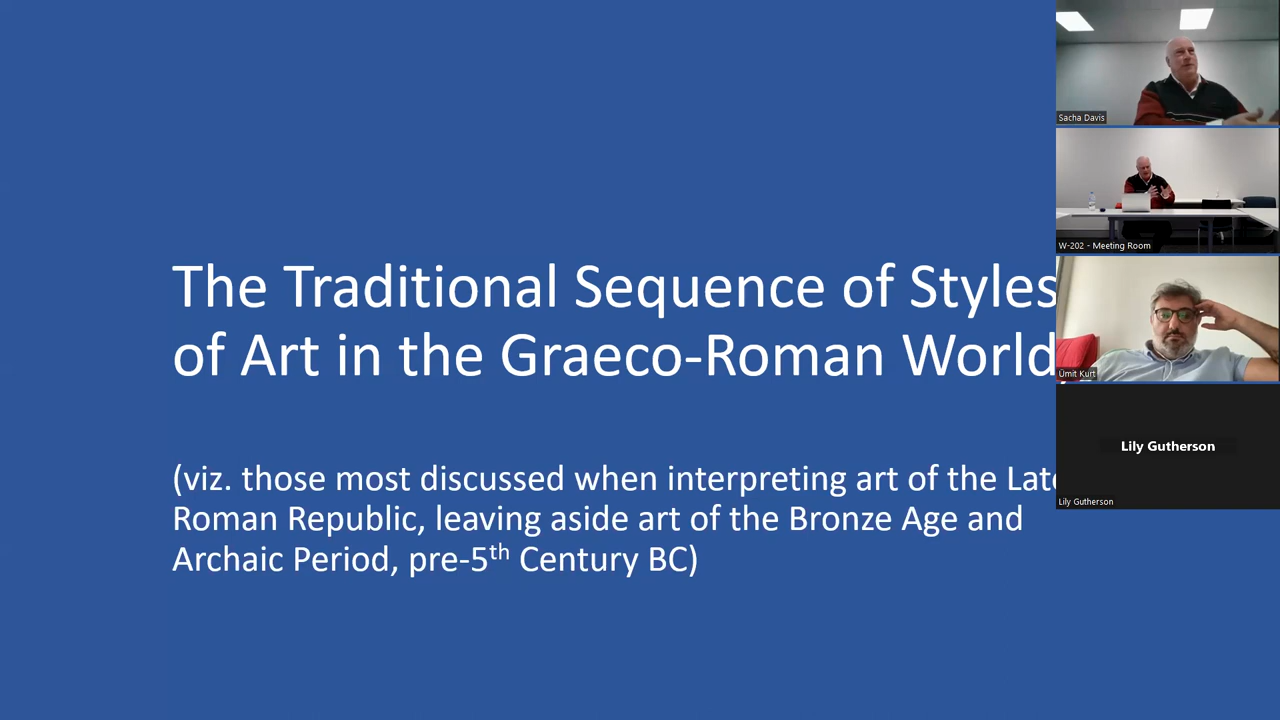 The Traditional Sequence of Styles
of Art in the Graeco-Roman World
(viz. those most discussed when interpreting art of the Late
Roman Republic, leaving aside art of the Bronze Age and
Archaic Period, pre-5th Century BC)
Sacha Davis
W-202 - Meeting Room
Ümit Kurt
Lily Gutherson
Lily Gutherson